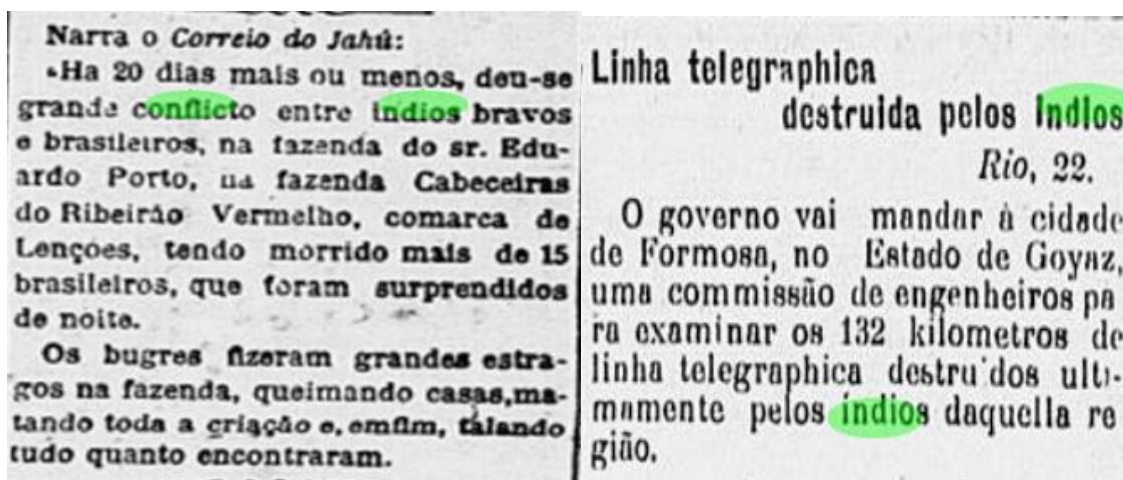 Narra o Correio do Jahú:
«Ha 20 dias mais ou menos, deu-se
grande conflicto entre indios bravos
e brasileiros, na fazenda do sr. Edu-
ardo Porto, na fazenda Cabeceiras
do Ribeirão Vermelho, comarca de
Lençoes, tendo morrido mais de 15
brasileiros, que foram surprendidos
de noite.
Os bugres fizeram grandes estra-
gos na fazenda, queimando casas, ma-
tando toda a criação e, emfim, talando
tudo quanto encontraram.
Linha telegraphica
destruida pelos indios
Rio, 22.
O governo vai mandar á cidade
de Formosa, no Estado de Goyaz,
uma commissão de engenheiros pa
ra examinar os 132 kilometros de
linha telegraphica destru dos ulti-
mamente pelos indios daquella re
gião.